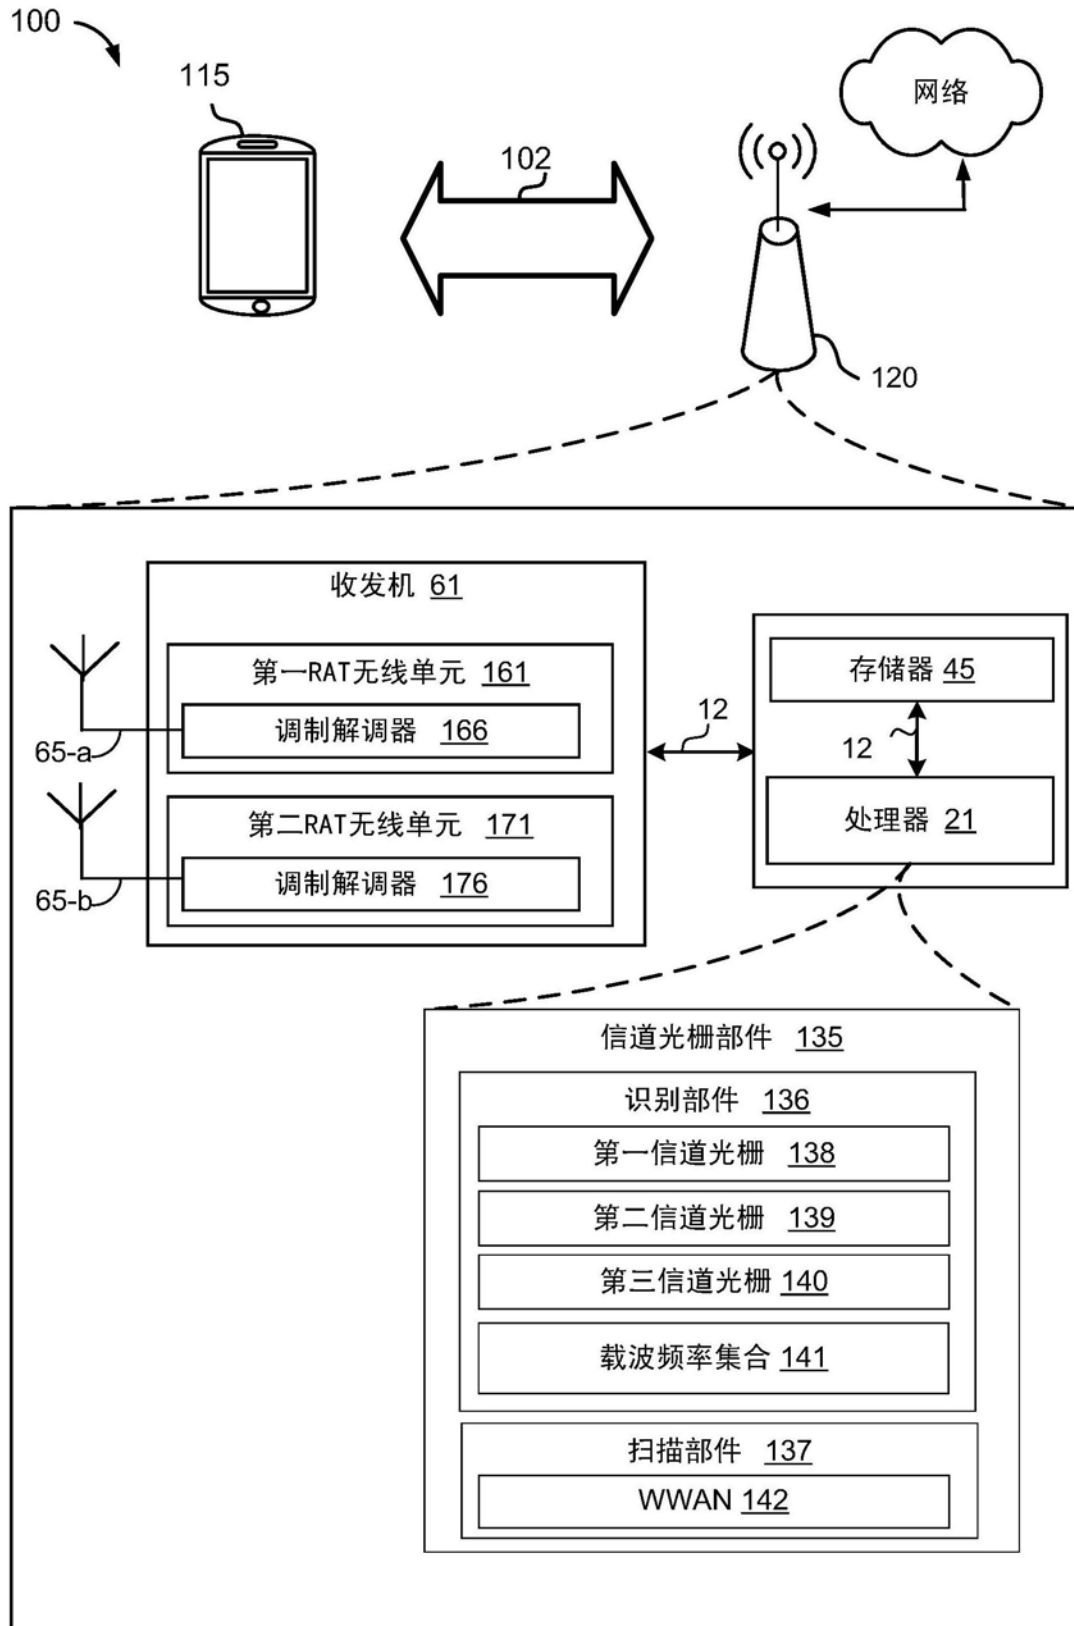 100
115
102
网络
120
收发机 61
第一RAT无线单元 161
调制解调器 166
65-a
第二RAT无线单元 171
调制解调器 176
65-b
12
存储器 45
12
处理器 21
信道光栅部件 135
识别部件 136
第一信道光栅 138
第二信道光栅 139
第三信道光栅 140
载波频率集合 141
扫描部件 137
WWAN 142